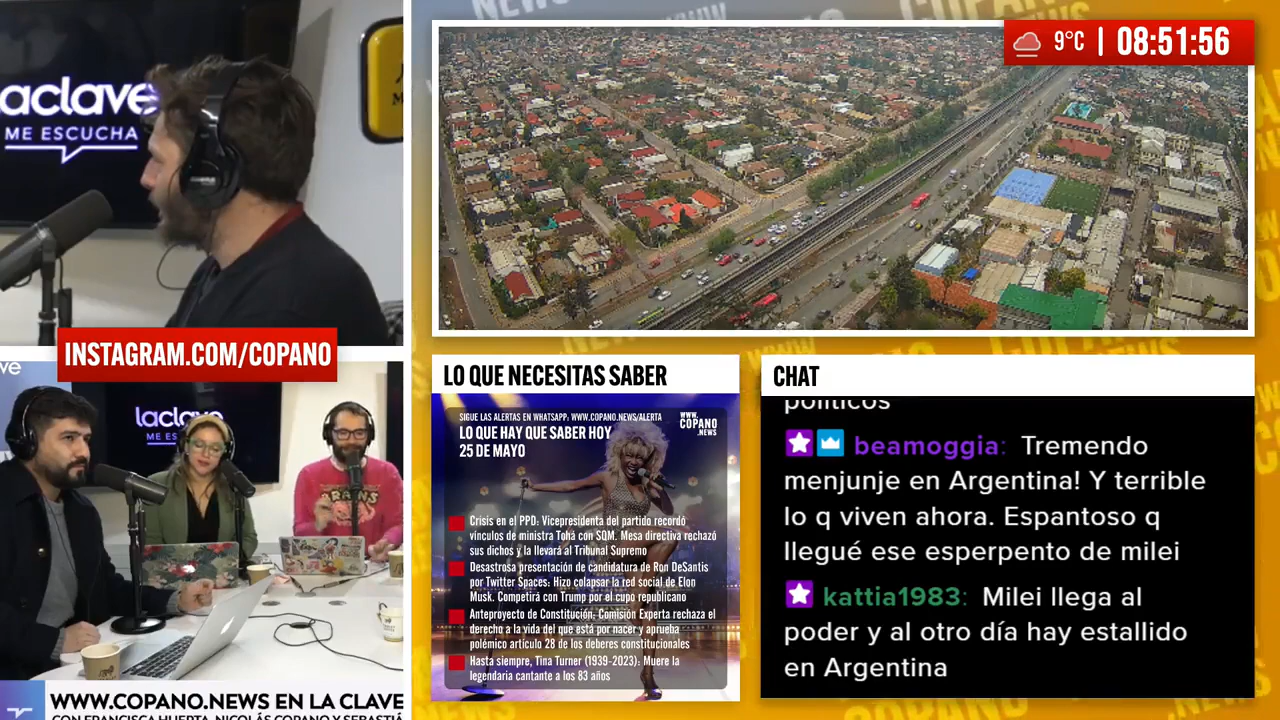 laclave
ME ESCUCHA
INSTAGRAM.COM/COPANO
laclave
WWW.COPANO.NEWS EN LA CLAVE
CON FRANCISCA HUERTA, NICOLÁS COPANO Y SEBASTIÁ
9°C | 08:51:56
LO QUE NECESITAS SABER
SIGUE LAS ALERTAS EN WHATSAPP: WWW.COPANO.NEWS/ALERTA
WWW.
COPANO
.NEWS
LO QUE HAY QUE SABER HOY
25 DE MAYO
Crisis en el PPD: Vicepresidenta del partido recordó
vínculos de ministra Tohá con SQM. Mesa directiva rechazó
sus dichos y la llevará al Tribunal Supremo
Desastrosa presentación de candidatura de Ron DeSantis
por Twitter Spaces: Hizo colapsar la red social de Elon
Musk. Competirá con Trump por el cupo republicano
Anteproyecto de Constitución: Comisión Experta rechaza el
derecho a la vida del que está por nacer y aprueba
polémico artículo 28 de los deberes constitucionales
Hasta siempre, Tina Turner (1939-2023): Muere la
legendaria cantante a los 83 años
CHAT
políticos
beamoggia: Tremendo
menjunje en Argentina! Y terrible
lo q viven ahora. Espantoso q
llegué ese esperpento de milei
kattia1983: Milei llega al
poder y al otro día hay estallido
en Argentina